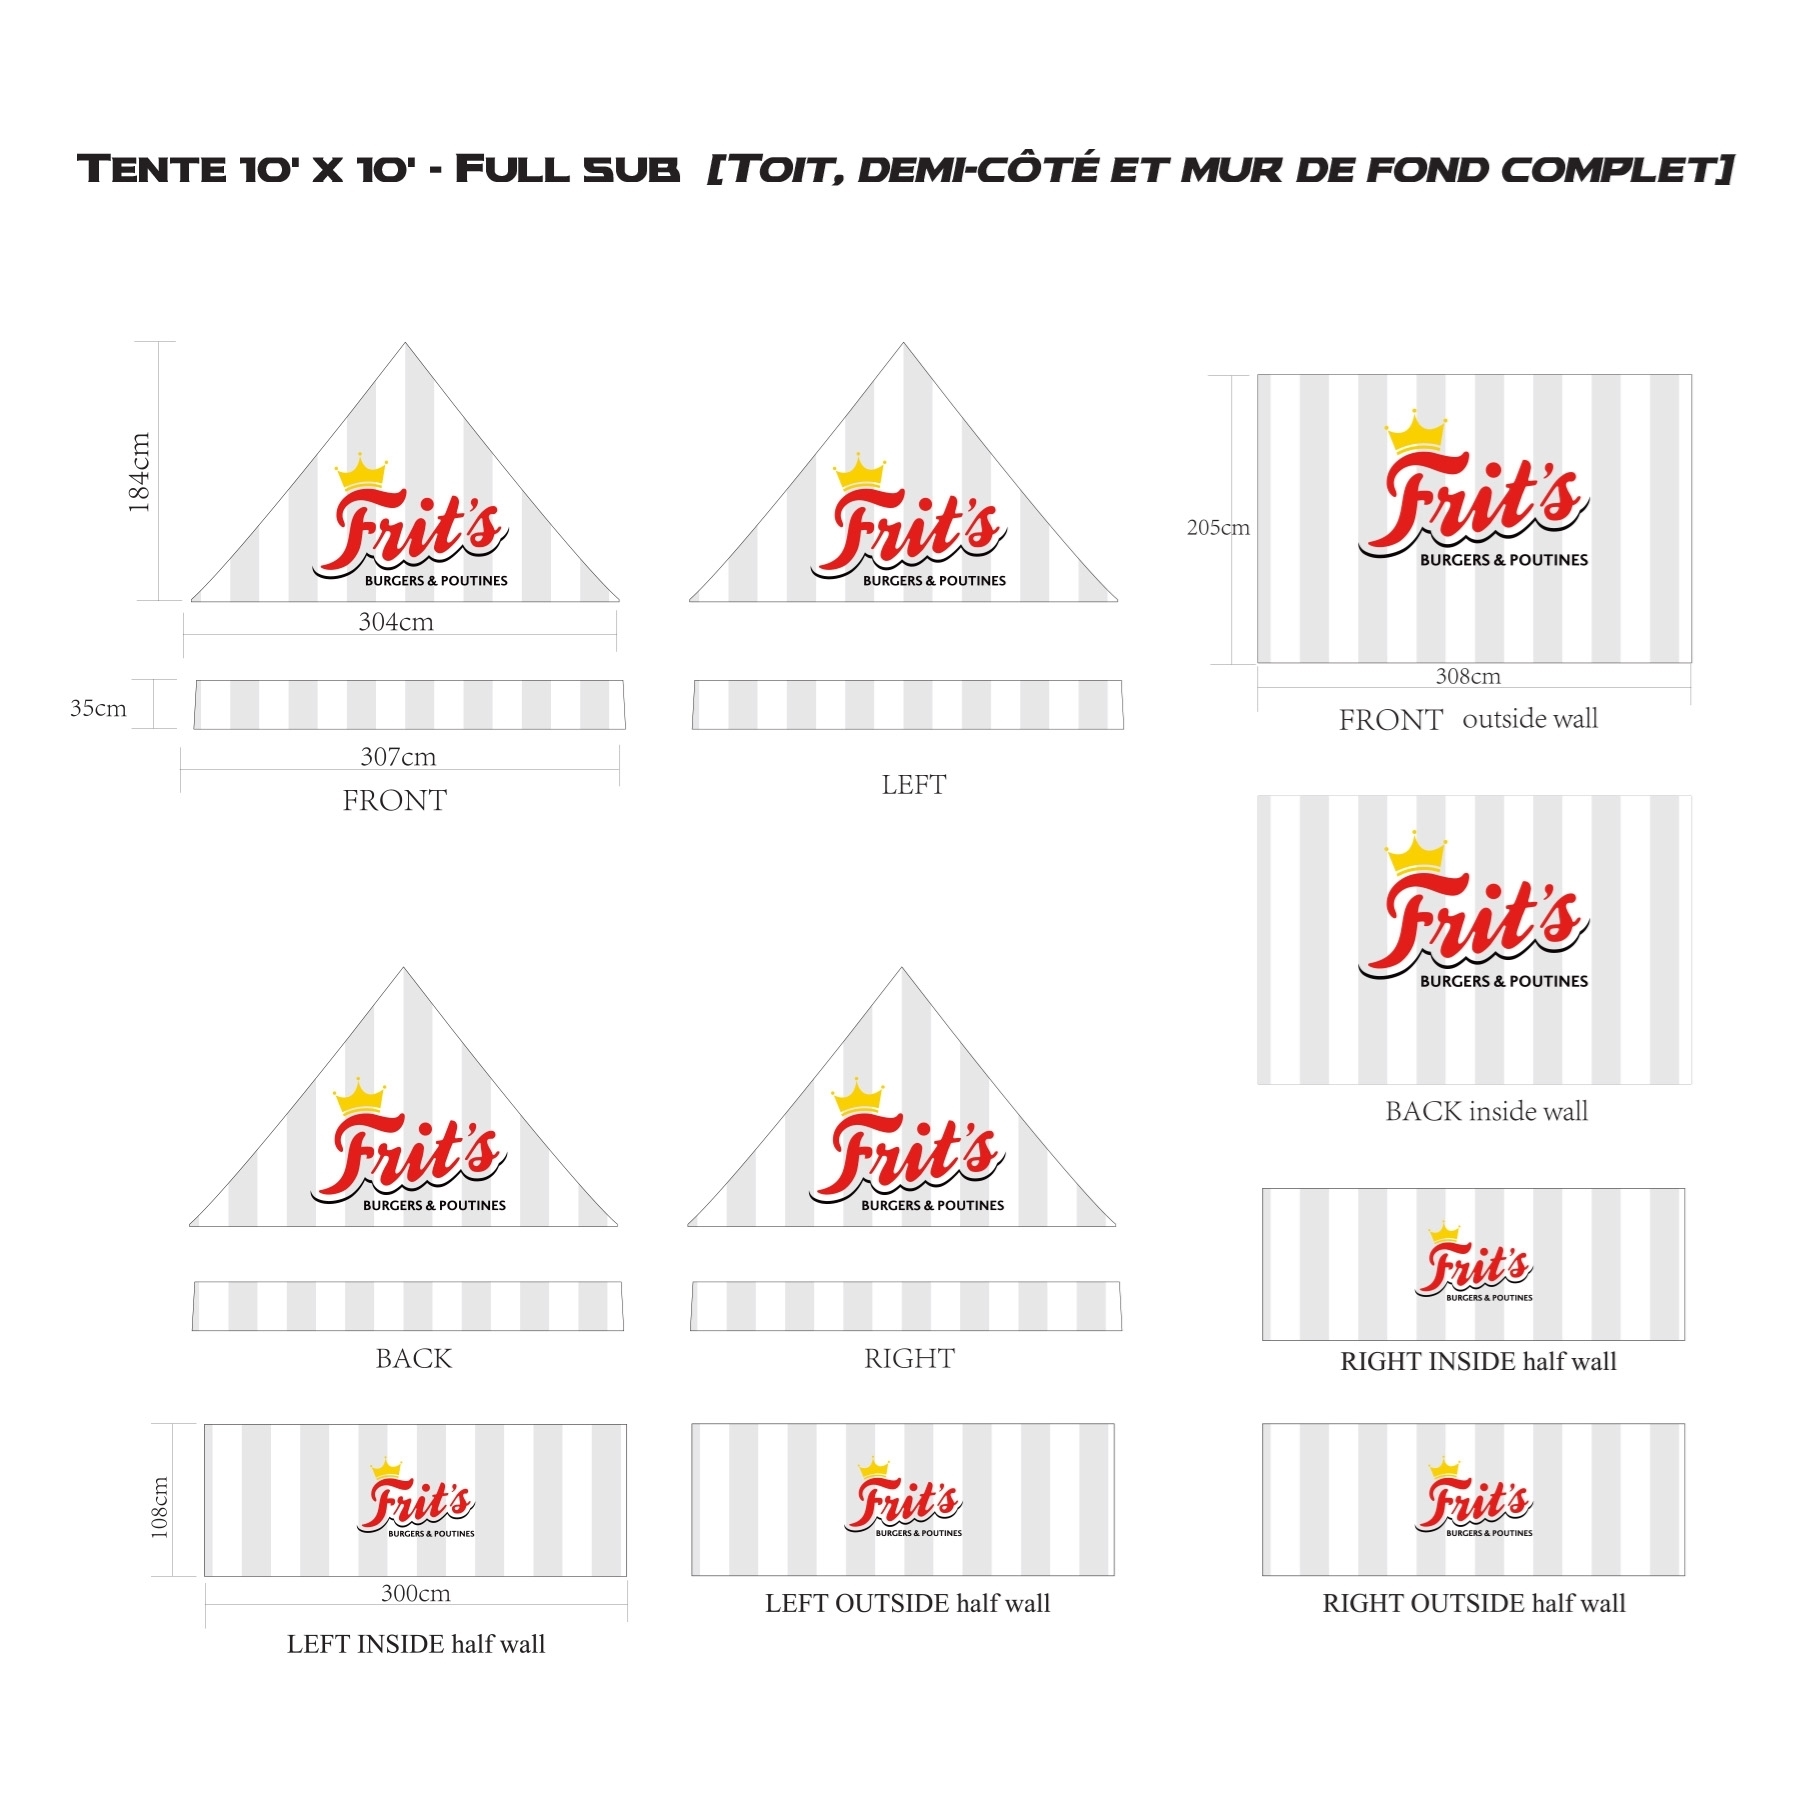 TENTE 10' X 10' - FULL SUB [TOIT, DEMI-CÔTÉ ET MUR DE FOND COMPLET]
184cm
Frit's
BURGERS & POUTINES
304cm
35cm
307cm
FRONT
Frit's
BURGERS & POUTINES
LEFT
205cm
Frit's
BURGERS & POUTINES
308cm
FRONT outside wall
Frit's
BURGERS & POUTINES
BACK inside wall
Frit's
BURGERS & POUTINES
BACK
Frit's
BURGERS & POUTINES
RIGHT
Frit's
BURGERS & POUTINES
RIGHT INSIDE half wall
108cm
Frit's
BURGERS & POUTINES
300cm
LEFT INSIDE half wall
Frit's
BURGERS & POUTINES
LEFT OUTSIDE half wall
Frit's
BURGERS & POUTINES
RIGHT OUTSIDE half wall